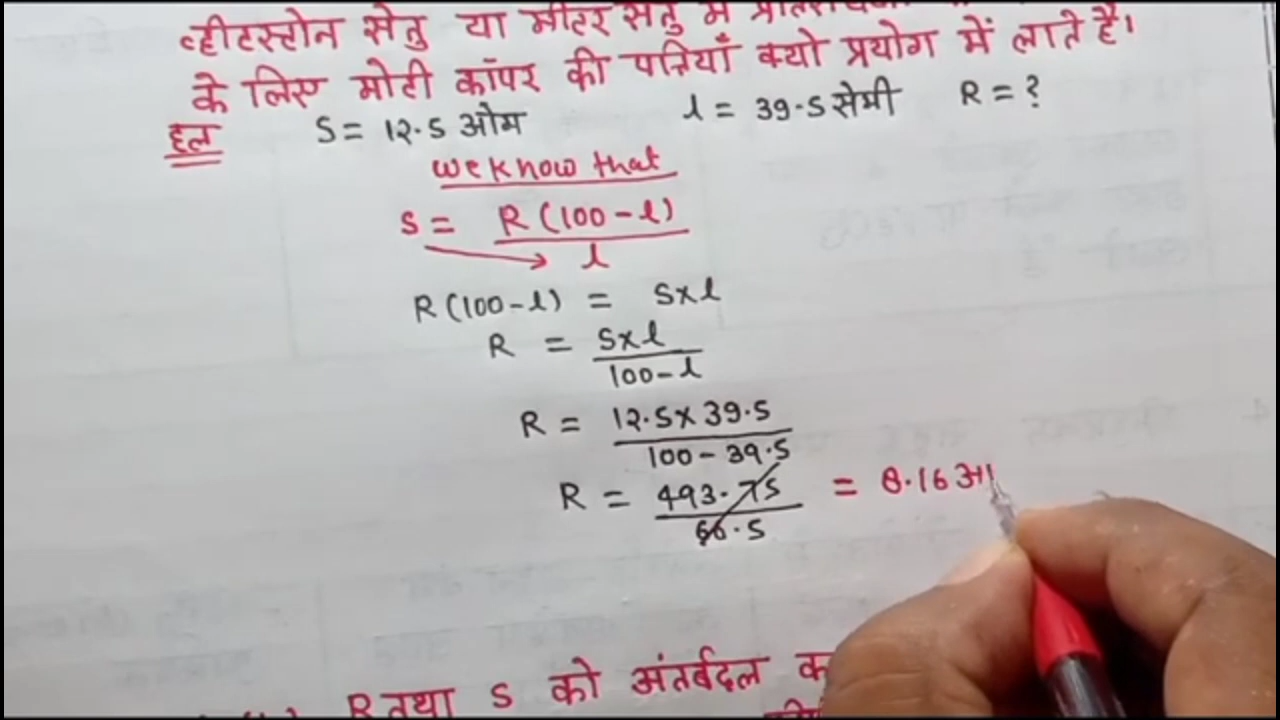 व्हीटस्टोन सेतु या मीटर सेतु में
के लिए मोटी कॉपर की पत्तियाँ क्यो प्रयोग में लाते है।
हल S = 12.5 ओम l = 39.5 सेमी R = ?
we know that
S = R (100 - l)
l
R (100 - l) = S x l
R = S x l
100 - l
R = 12.5 x 39.5
100 - 39.5
R = 493.75 = 8.16 ओ
60.5
R तथा S को अंतर्बदल